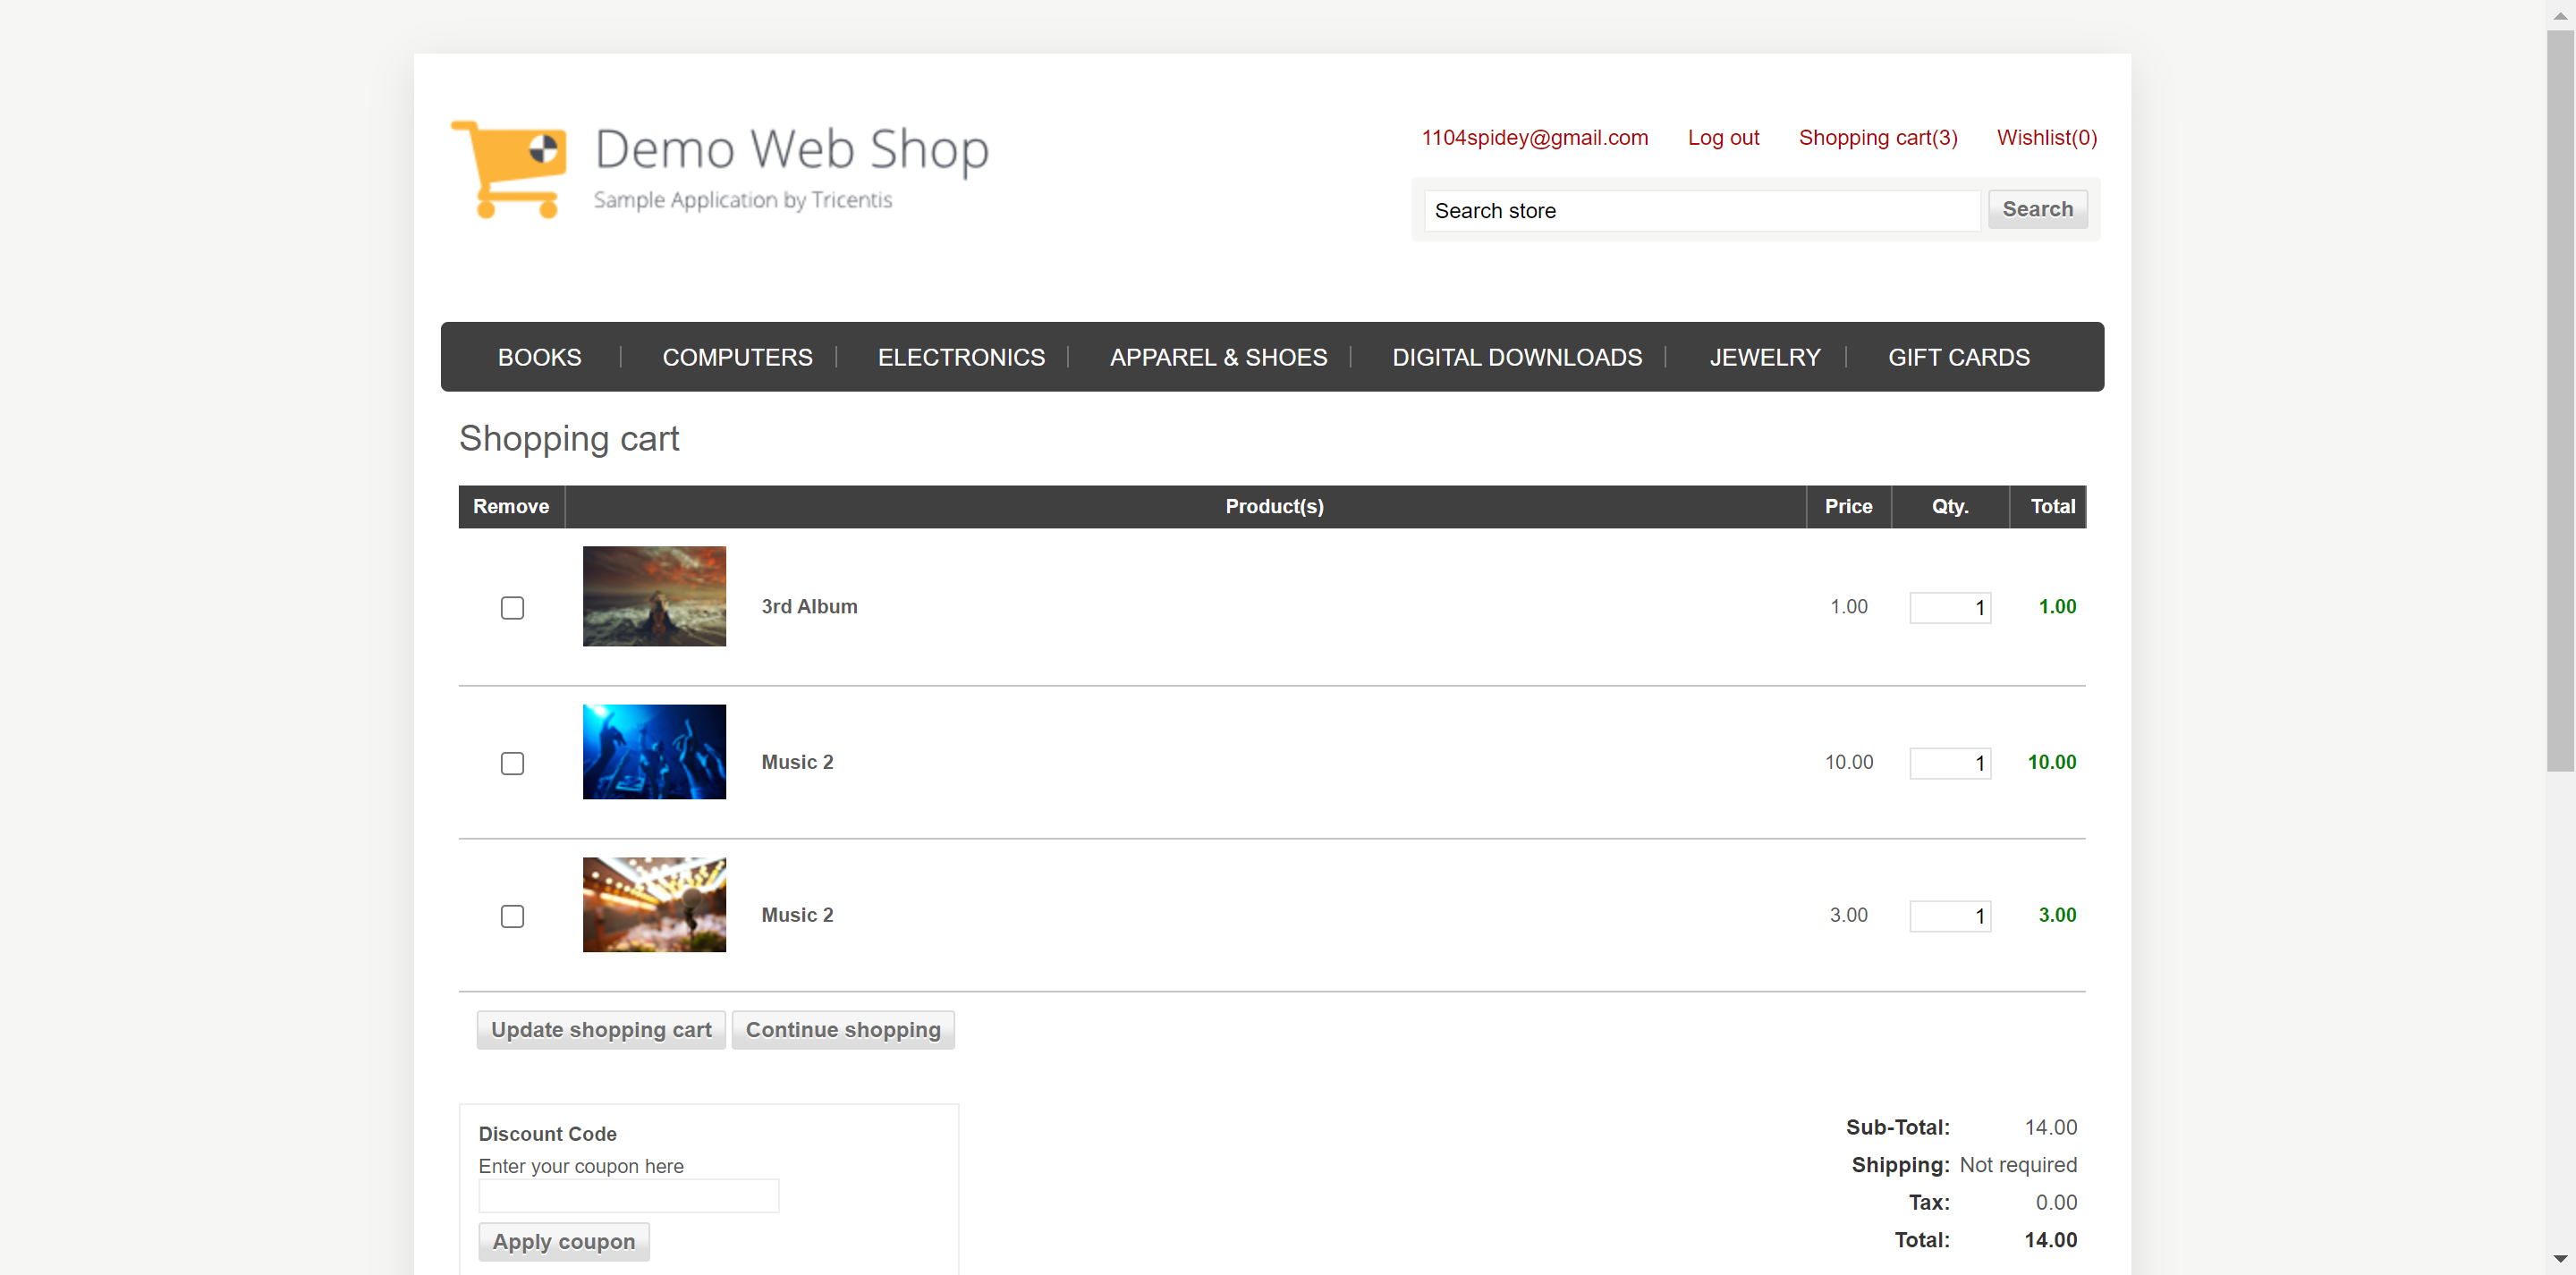 Demo Web Shop
Sample Application by Tricentis
1104spidey@gmail.com Log out Shopping cart(3) Wishlist(0)
Search store Search
BOOKS COMPUTERS ELECTRONICS APPAREL & SHOES DIGITAL DOWNLOADS JEWELRY GIFT CARDS
Shopping cart
Remove Product(s) Price Qty. Total
3rd Album 1.00 1 1.00
Music 2 10.00 1 10.00
Music 2 3.00 1 3.00
Update shopping cart Continue shopping
Discount Code
Enter your coupon here
Apply coupon
Sub-Total: 14.00
Shipping: Not required
Tax: 0.00
Total: 14.00